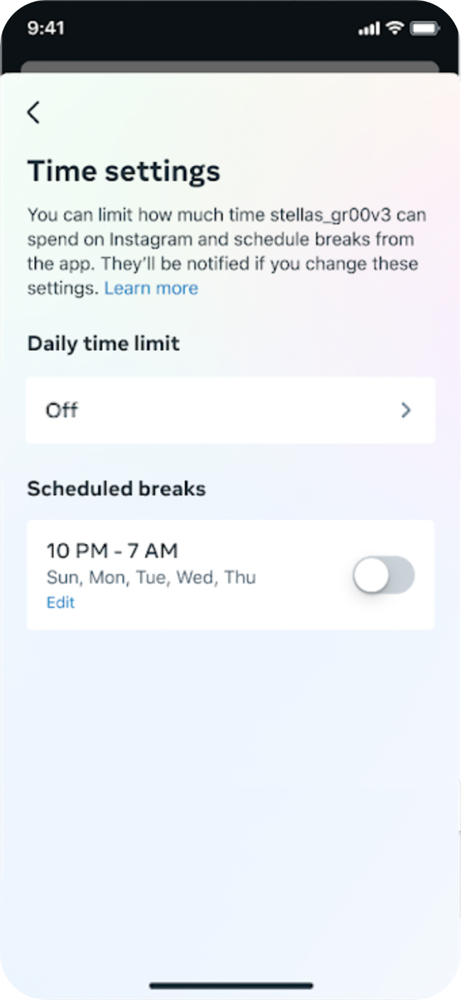 9:41
Time settings
You can limit how much time stellas_gr00v3 can
spend on Instagram and schedule breaks from
the app. They’ll be notified if you change these
settings. Learn more
Daily time limit
Off
Scheduled breaks
10 PM - 7 AM
Sun, Mon, Tue, Wed, Thu
Edit